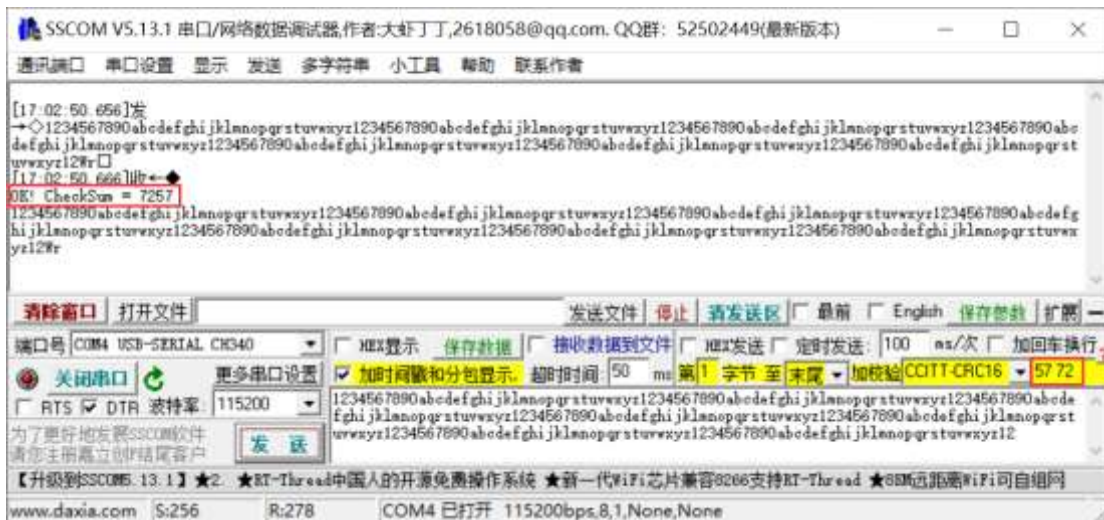 SSCOM V5.13.1 串口/网络数据调试器,作者:大虾丁丁,2618058@qq.com. QQ群: 52502449(最新版本)
通讯端口 串口设置 显示 发送 多字符串 小工具 帮助 联系作者
[17:02:50.656]发
→◇1234567890abcdefghijklmnopqrstuvwxyz1234567890abcdefghijklmnopqrstuvwxyz1234567890abcdefghijklmnopqrstuvwxyz1234567890abc
defghijklmnopqrstuvwxyz1234567890abcdefghijklmnopqrstuvwxyz1234567890abcdefghijklmnopqrstuvwxyz1234567890abcdefghijklmnopqrst
uvwxyz12Wr□
[17:02:50.666]收←◆
OK! CheckSum = 7257
1234567890abcdefghijklmnopqrstuvwxyz1234567890abcdefghijklmnopqrstuvwxyz1234567890abcdefghijklmnopqrstuvwxyz1234567890abcdefg
hijklmnopqrstuvwxyz1234567890abcdefghijklmnopqrstuvwxyz1234567890abcdefghijklmnopqrstuvwxyz1234567890abcdefghijklmnopqrstuvwx
yz12Wr
清除窗口 打开文件 发送文件 停止 清发送区 最前 English 保存参数 扩展 —
端口号 COM4 USB-SERIAL CH340 HEX显示 保存数据 接收数据到文件 HEX发送 定时发送: 100 ms/次 加回车换行
关闭串口 更多串口设置 加时间戳和分包显示. 超时时间: 50 ms 第 1 字节 至 末尾 加校验 CCITT-CRC16 57 72
RTS DTR 波特率: 115200 1234567890abcdefghijklmnopqrstuvwxyz1234567890abcdefghijklmnopqrstuvwxyz1234567890abcde
fghijklmnopqrstuvwxyz1234567890abcdefghijklmnopqrstuvwxyz1234567890abcdefghijklmnopqrst
为了更好地发展SSCOM软件
请您注册嘉立创F结尾客户
发 送 uvwxyz1234567890abcdefghijklmnopqrstuvwxyz1234567890abcdefghijklmnopqrstuvwxyz12
【升级到SSCOM5.13.1】★2. ★RT-Thread中国人的开源免费操作系统 ★新一代WiFi芯片兼容8266支持RT-Thread ★8KM远距离WiFi可自组网
www.daxia.com S:256 R:278 COM4 已打开 115200bps,8,1,None,None